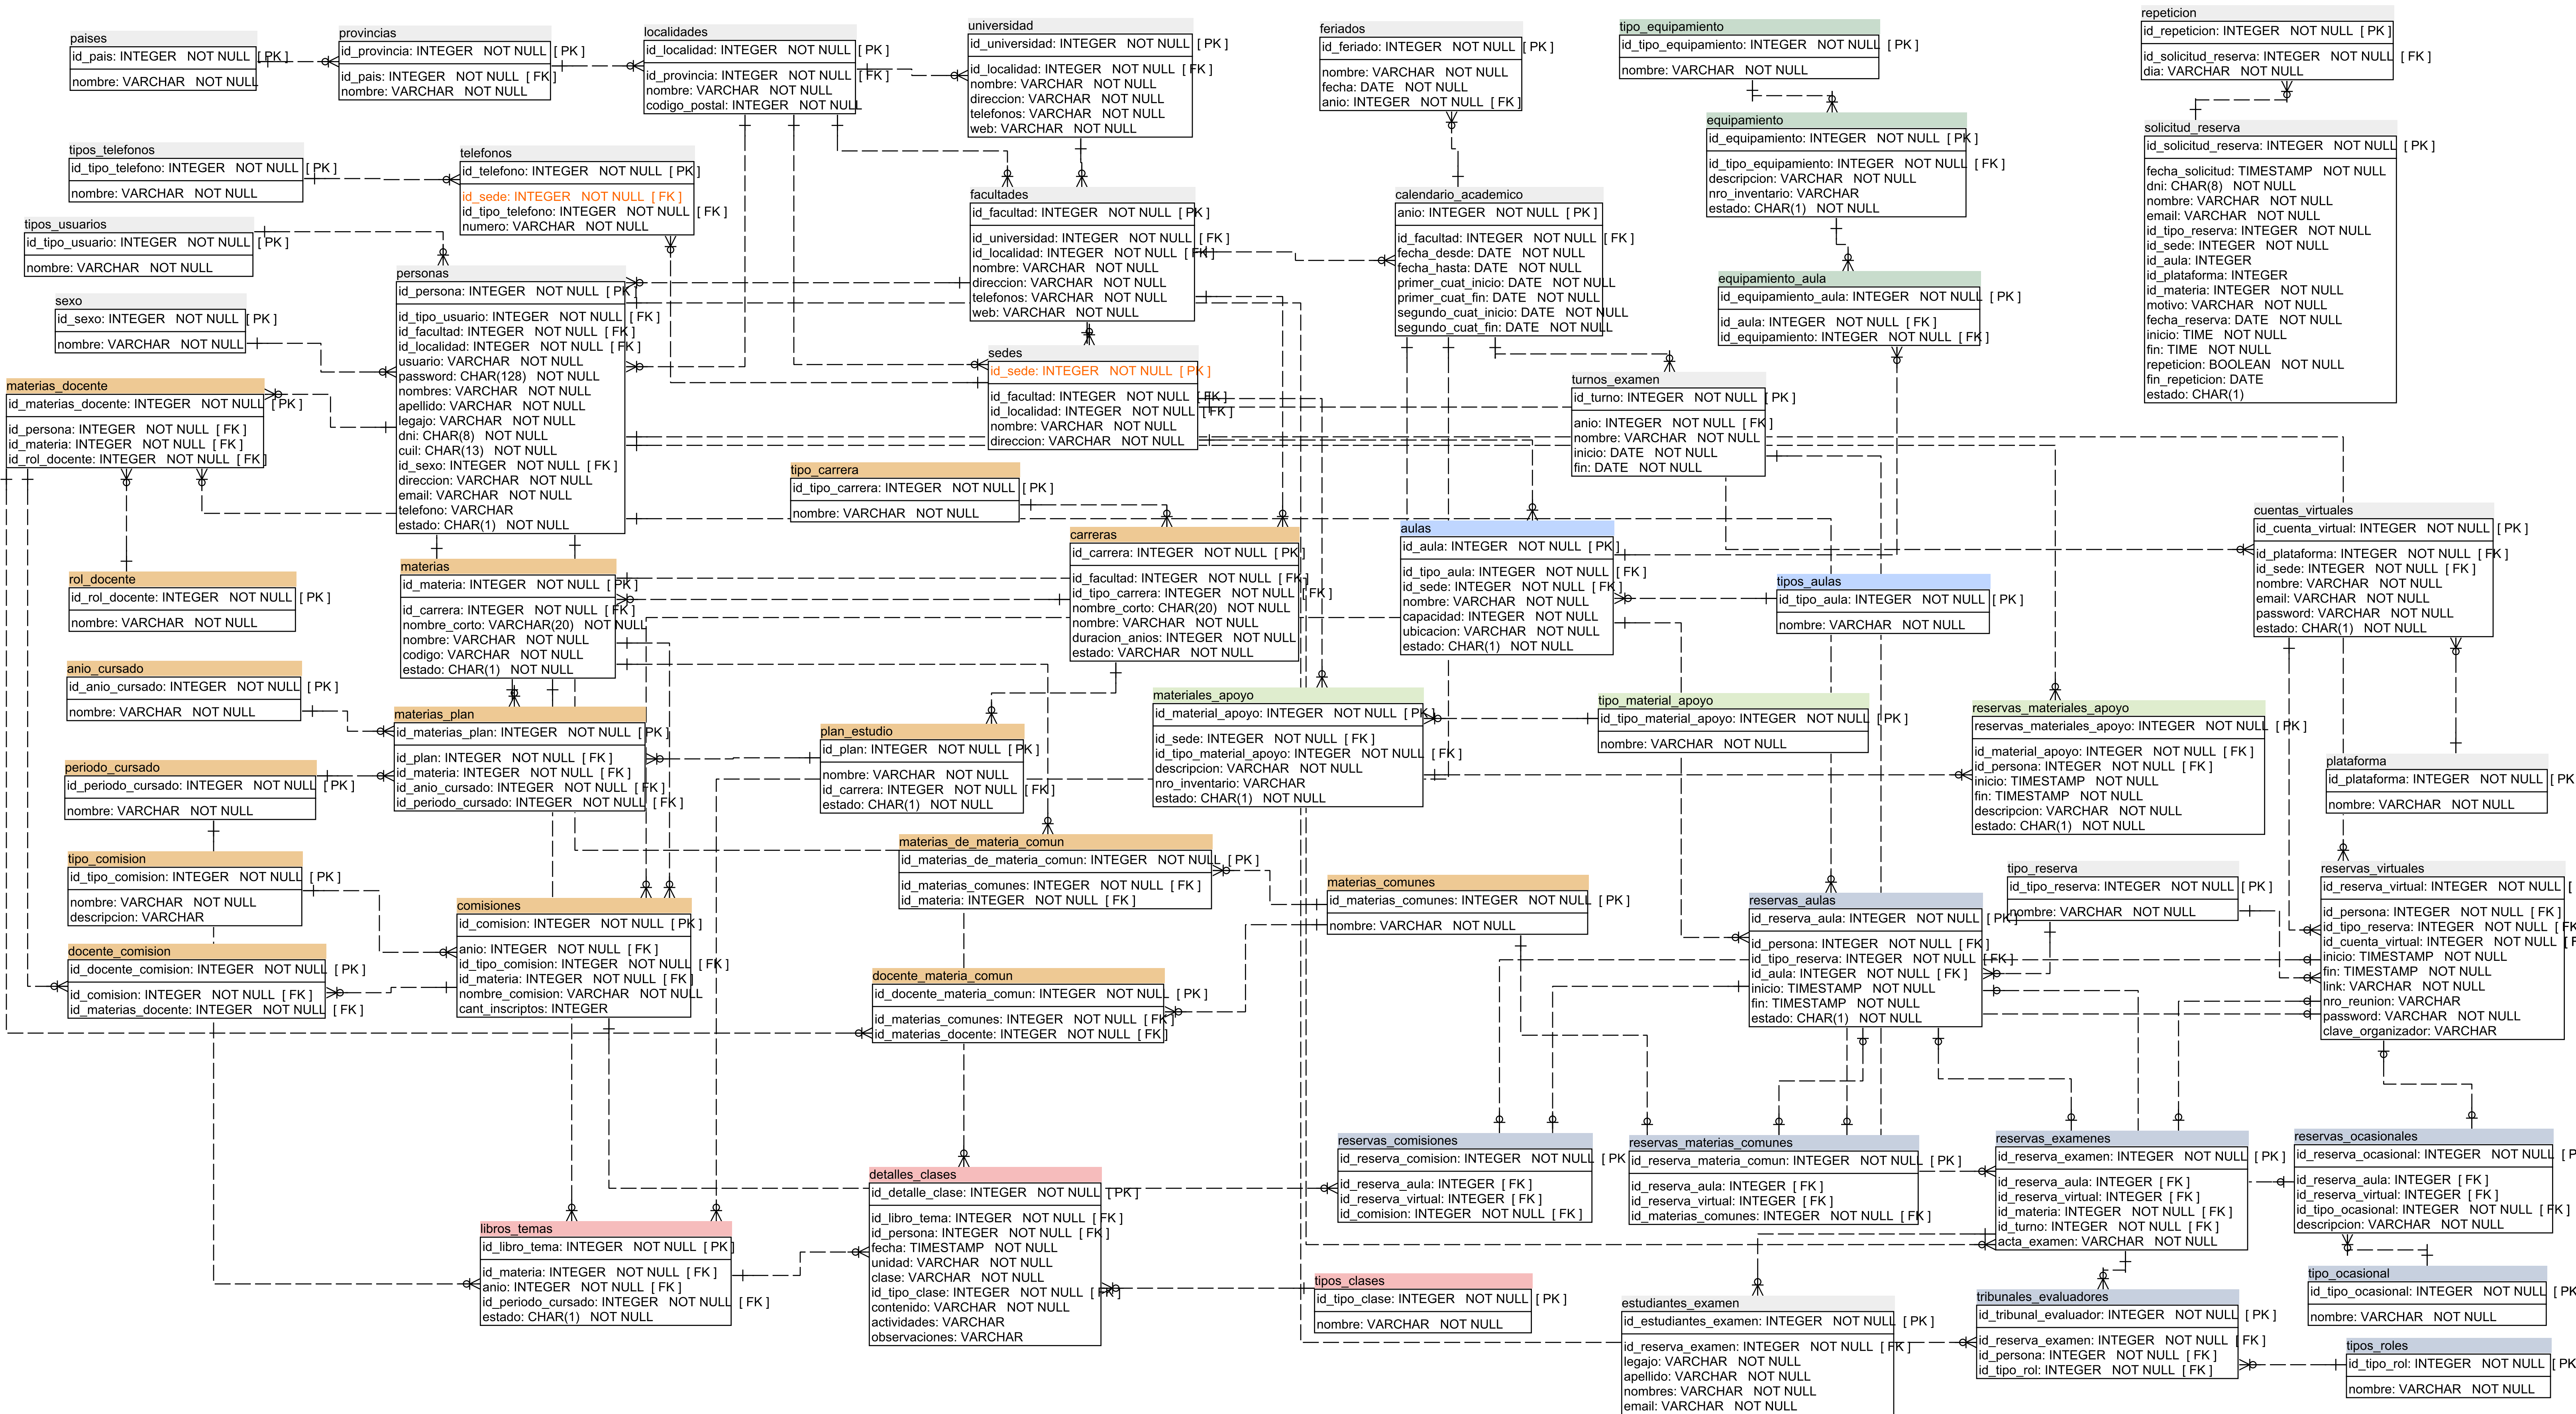 paises
id_pais: INTEGER NOT NULL [ PK ]
nombre: VARCHAR NOT NULL
provincias
id_provincia: INTEGER NOT NULL [ PK ]
id_pais: INTEGER NOT NULL [ FK ]
nombre: VARCHAR NOT NULL
localidades
id_localidad: INTEGER NOT NULL [ PK ]
id_provincia: INTEGER NOT NULL [ FK ]
nombre: VARCHAR NOT NULL
codigo_postal: INTEGER NOT NULL
universidad
id_universidad: INTEGER NOT NULL [ PK ]
id_localidad: INTEGER NOT NULL [ FK ]
nombre: VARCHAR NOT NULL
direccion: VARCHAR NOT NULL
telefonos: VARCHAR NOT NULL
web: VARCHAR NOT NULL
feriados
id_feriado: INTEGER NOT NULL [ PK ]
nombre: VARCHAR NOT NULL
fecha: DATE NOT NULL
anio: INTEGER NOT NULL [ FK ]
tipo_equipamiento
id_tipo_equipamiento: INTEGER NOT NULL [ PK ]
nombre: VARCHAR NOT NULL
repeticion
id_repeticion: INTEGER NOT NULL [ PK ]
id_solicitud_reserva: INTEGER NOT NULL [ FK ]
dia: VARCHAR NOT NULL
tipos_telefonos
id_tipo_telefono: INTEGER NOT NULL [ PK ]
nombre: VARCHAR NOT NULL
telefonos
id_telefono: INTEGER NOT NULL [ PK ]
id_sede: INTEGER NOT NULL [ FK ]
id_tipo_telefono: INTEGER NOT NULL [ FK ]
numero: VARCHAR NOT NULL
equipamiento
id_equipamiento: INTEGER NOT NULL [ PK ]
id_tipo_equipamiento: INTEGER NOT NULL [ FK ]
descripcion: VARCHAR NOT NULL
nro_inventario: VARCHAR
estado: CHAR(1) NOT NULL
solicitud_reserva
id_solicitud_reserva: INTEGER NOT NULL [ PK ]
fecha_solicitud: TIMESTAMP NOT NULL
dni: CHAR(8) NOT NULL
nombre: VARCHAR NOT NULL
email: VARCHAR NOT NULL
id_tipo_reserva: INTEGER NOT NULL
id_sede: INTEGER NOT NULL
id_aula: INTEGER
id_plataforma: INTEGER
id_materia: INTEGER NOT NULL
motivo: VARCHAR NOT NULL
fecha_reserva: DATE NOT NULL
inicio: TIME NOT NULL
fin: TIME NOT NULL
repeticion: BOOLEAN NOT NULL
fin_repeticion: DATE
estado: CHAR(1)
tipos_usuarios
id_tipo_usuario: INTEGER NOT NULL [ PK ]
nombre: VARCHAR NOT NULL
facultades
id_facultad: INTEGER NOT NULL [ PK ]
id_universidad: INTEGER NOT NULL [ FK ]
id_localidad: INTEGER NOT NULL [ FK ]
nombre: VARCHAR NOT NULL
direccion: VARCHAR NOT NULL
telefonos: VARCHAR NOT NULL
web: VARCHAR NOT NULL
calendario_academico
anio: INTEGER NOT NULL [ PK ]
id_facultad: INTEGER NOT NULL [ FK ]
fecha_desde: DATE NOT NULL
fecha_hasta: DATE NOT NULL
primer_cuat_inicio: DATE NOT NULL
primer_cuat_fin: DATE NOT NULL
segundo_cuat_inicio: DATE NOT NULL
segundo_cuat_fin: DATE NOT NULL
personas
id_persona: INTEGER NOT NULL [ PK ]
id_tipo_usuario: INTEGER NOT NULL [ FK ]
id_facultad: INTEGER NOT NULL [ FK ]
id_localidad: INTEGER NOT NULL [ FK ]
usuario: VARCHAR NOT NULL
password: CHAR(128) NOT NULL
nombres: VARCHAR NOT NULL
apellido: VARCHAR NOT NULL
legajo: VARCHAR NOT NULL
dni: CHAR(8) NOT NULL
cuil: CHAR(13) NOT NULL
id_sexo: INTEGER NOT NULL [ FK ]
direccion: VARCHAR NOT NULL
email: VARCHAR NOT NULL
telefono: VARCHAR
estado: CHAR(1) NOT NULL
equipamiento_aula
id_equipamiento_aula: INTEGER NOT NULL [ PK ]
id_aula: INTEGER NOT NULL [ FK ]
id_equipamiento: INTEGER NOT NULL [ FK ]
sexo
id_sexo: INTEGER NOT NULL [ PK ]
nombre: VARCHAR NOT NULL
sedes
id_sede: INTEGER NOT NULL [ PK ]
id_facultad: INTEGER NOT NULL [ FK ]
id_localidad: INTEGER NOT NULL [ FK ]
nombre: VARCHAR NOT NULL
direccion: VARCHAR NOT NULL
turnos_examen
id_turno: INTEGER NOT NULL [ PK ]
anio: INTEGER NOT NULL [ FK ]
nombre: VARCHAR NOT NULL
inicio: DATE NOT NULL
fin: DATE NOT NULL
materias_docente
id_materias_docente: INTEGER NOT NULL [ PK ]
id_persona: INTEGER NOT NULL [ FK ]
id_materia: INTEGER NOT NULL [ FK ]
id_rol_docente: INTEGER NOT NULL [ FK ]
tipo_carrera
id_tipo_carrera: INTEGER NOT NULL [ PK ]
nombre: VARCHAR NOT NULL
carreras
id_carrera: INTEGER NOT NULL [ PK ]
id_facultad: INTEGER NOT NULL [ FK ]
id_tipo_carrera: INTEGER NOT NULL [ FK ]
nombre_corto: CHAR(20) NOT NULL
nombre: VARCHAR NOT NULL
duracion_anios: INTEGER NOT NULL
estado: VARCHAR NOT NULL
aulas
id_aula: INTEGER NOT NULL [ PK ]
id_tipo_aula: INTEGER NOT NULL [ FK ]
id_sede: INTEGER NOT NULL [ FK ]
nombre: VARCHAR NOT NULL
capacidad: INTEGER NOT NULL
ubicacion: VARCHAR NOT NULL
estado: CHAR(1) NOT NULL
cuentas_virtuales
id_cuenta_virtual: INTEGER NOT NULL [ PK ]
id_plataforma: INTEGER NOT NULL [ FK ]
id_sede: INTEGER NOT NULL [ FK ]
nombre: VARCHAR NOT NULL
email: VARCHAR NOT NULL
password: VARCHAR NOT NULL
estado: CHAR(1) NOT NULL
rol_docente
id_rol_docente: INTEGER NOT NULL [ PK ]
nombre: VARCHAR NOT NULL
materias
id_materia: INTEGER NOT NULL [ PK ]
id_carrera: INTEGER NOT NULL [ FK ]
nombre_corto: VARCHAR(20) NOT NULL
nombre: VARCHAR NOT NULL
codigo: VARCHAR NOT NULL
estado: CHAR(1) NOT NULL
tipos_aulas
id_tipo_aula: INTEGER NOT NULL [ PK ]
nombre: VARCHAR NOT NULL
anio_cursado
id_anio_cursado: INTEGER NOT NULL [ PK ]
nombre: VARCHAR NOT NULL
materias_plan
id_materias_plan: INTEGER NOT NULL [ PK ]
id_plan: INTEGER NOT NULL [ FK ]
id_materia: INTEGER NOT NULL [ FK ]
id_anio_cursado: INTEGER NOT NULL [ FK ]
id_periodo_cursado: INTEGER NOT NULL [ FK ]
plan_estudio
id_plan: INTEGER NOT NULL [ PK ]
nombre: VARCHAR NOT NULL
id_carrera: INTEGER NOT NULL [ FK ]
estado: CHAR(1) NOT NULL
materiales_apoyo
id_material_apoyo: INTEGER NOT NULL [ PK ]
id_sede: INTEGER NOT NULL [ FK ]
id_tipo_material_apoyo: INTEGER NOT NULL [ FK ]
descripcion: VARCHAR NOT NULL
nro_inventario: VARCHAR
estado: CHAR(1) NOT NULL
tipo_material_apoyo
id_tipo_material_apoyo: INTEGER NOT NULL [ PK ]
nombre: VARCHAR NOT NULL
reservas_materiales_apoyo
reservas_materiales_apoyo: INTEGER NOT NULL [ PK ]
id_material_apoyo: INTEGER NOT NULL [ FK ]
id_persona: INTEGER NOT NULL [ FK ]
inicio: TIMESTAMP NOT NULL
fin: TIMESTAMP NOT NULL
descripcion: VARCHAR NOT NULL
estado: CHAR(1) NOT NULL
plataforma
id_plataforma: INTEGER NOT NULL [ PK
nombre: VARCHAR NOT NULL
periodo_cursado
id_periodo_cursado: INTEGER NOT NULL [ PK ]
nombre: VARCHAR NOT NULL
tipo_comision
id_tipo_comision: INTEGER NOT NULL [ PK ]
nombre: VARCHAR NOT NULL
descripcion: VARCHAR
materias_de_materia_comun
id_materias_de_materia_comun: INTEGER NOT NULL [ PK ]
id_materias_comunes: INTEGER NOT NULL [ FK ]
id_materia: INTEGER NOT NULL [ FK ]
materias_comunes
id_materias_comunes: INTEGER NOT NULL [ PK ]
nombre: VARCHAR NOT NULL
reservas_aulas
id_reserva_aula: INTEGER NOT NULL [ PK ]
id_persona: INTEGER NOT NULL [ FK ]
id_tipo_reserva: INTEGER NOT NULL [ FK ]
id_aula: INTEGER NOT NULL [ FK ]
inicio: TIMESTAMP NOT NULL
fin: TIMESTAMP NOT NULL
estado: CHAR(1) NOT NULL
tipo_reserva
id_tipo_reserva: INTEGER NOT NULL [ PK ]
nombre: VARCHAR NOT NULL
reservas_virtuales
id_reserva_virtual: INTEGER NOT NULL [
id_persona: INTEGER NOT NULL [ FK ]
id_tipo_reserva: INTEGER NOT NULL [ FK
id_cuenta_virtual: INTEGER NOT NULL [ F
inicio: TIMESTAMP NOT NULL
fin: TIMESTAMP NOT NULL
link: VARCHAR NOT NULL
nro_reunion: VARCHAR
password: VARCHAR NOT NULL
clave_organizador: VARCHAR
docente_comision
id_docente_comision: INTEGER NOT NULL [ PK ]
id_comision: INTEGER NOT NULL [ FK ]
id_materias_docente: INTEGER NOT NULL [ FK ]
comisiones
id_comision: INTEGER NOT NULL [ PK ]
anio: INTEGER NOT NULL [ FK ]
id_tipo_comision: INTEGER NOT NULL [ FK ]
id_materia: INTEGER NOT NULL [ FK ]
nombre_comision: VARCHAR NOT NULL
cant_inscriptos: INTEGER
docente_materia_comun
id_docente_materia_comun: INTEGER NOT NULL [ PK ]
id_materias_comunes: INTEGER NOT NULL [ FK ]
id_materias_docente: INTEGER NOT NULL [ FK ]
reservas_comisiones
id_reserva_comision: INTEGER NOT NULL [ PK
id_reserva_aula: INTEGER [ FK ]
id_reserva_virtual: INTEGER [ FK ]
id_comision: INTEGER NOT NULL [ FK ]
reservas_materias_comunes
id_reserva_materia_comun: INTEGER NOT NULL [ PK ]
id_reserva_aula: INTEGER [ FK ]
id_reserva_virtual: INTEGER [ FK ]
id_materias_comunes: INTEGER NOT NULL [ FK ]
reservas_examenes
id_reserva_examen: INTEGER NOT NULL [ PK ]
id_reserva_aula: INTEGER [ FK ]
id_reserva_virtual: INTEGER [ FK ]
id_materia: INTEGER NOT NULL [ FK ]
id_turno: INTEGER NOT NULL [ FK ]
acta_examen: VARCHAR NOT NULL
reservas_ocasionales
id_reserva_ocasional: INTEGER NOT NULL [ P
id_reserva_aula: INTEGER [ FK ]
id_reserva_virtual: INTEGER [ FK ]
id_tipo_ocasional: INTEGER NOT NULL [ FK ]
descripcion: VARCHAR NOT NULL
detalles_clases
id_detalle_clase: INTEGER NOT NULL [ PK ]
id_libro_tema: INTEGER NOT NULL [ FK ]
id_persona: INTEGER NOT NULL [ FK ]
fecha: TIMESTAMP NOT NULL
unidad: VARCHAR NOT NULL
clase: VARCHAR NOT NULL
id_tipo_clase: INTEGER NOT NULL [ FK ]
contenido: VARCHAR NOT NULL
actividades: VARCHAR
observaciones: VARCHAR
libros_temas
id_libro_tema: INTEGER NOT NULL [ PK ]
id_materia: INTEGER NOT NULL [ FK ]
anio: INTEGER NOT NULL [ FK ]
id_periodo_cursado: INTEGER NOT NULL [ FK ]
estado: CHAR(1) NOT NULL
tipos_clases
id_tipo_clase: INTEGER NOT NULL [ PK ]
nombre: VARCHAR NOT NULL
estudiantes_examen
id_estudiantes_examen: INTEGER NOT NULL [ PK ]
id_reserva_examen: INTEGER NOT NULL [ FK ]
legajo: VARCHAR NOT NULL
apellido: VARCHAR NOT NULL
nombres: VARCHAR NOT NULL
email: VARCHAR NOT NULL
tribunales_evaluadores
id_tribunal_evaluador: INTEGER NOT NULL [ PK ]
id_reserva_examen: INTEGER NOT NULL [ FK ]
id_persona: INTEGER NOT NULL [ FK ]
id_tipo_rol: INTEGER NOT NULL [ FK ]
tipo_ocasional
id_tipo_ocasional: INTEGER NOT NULL [ PK
nombre: VARCHAR NOT NULL
tipos_roles
id_tipo_rol: INTEGER NOT NULL [ PK
nombre: VARCHAR NOT NULL